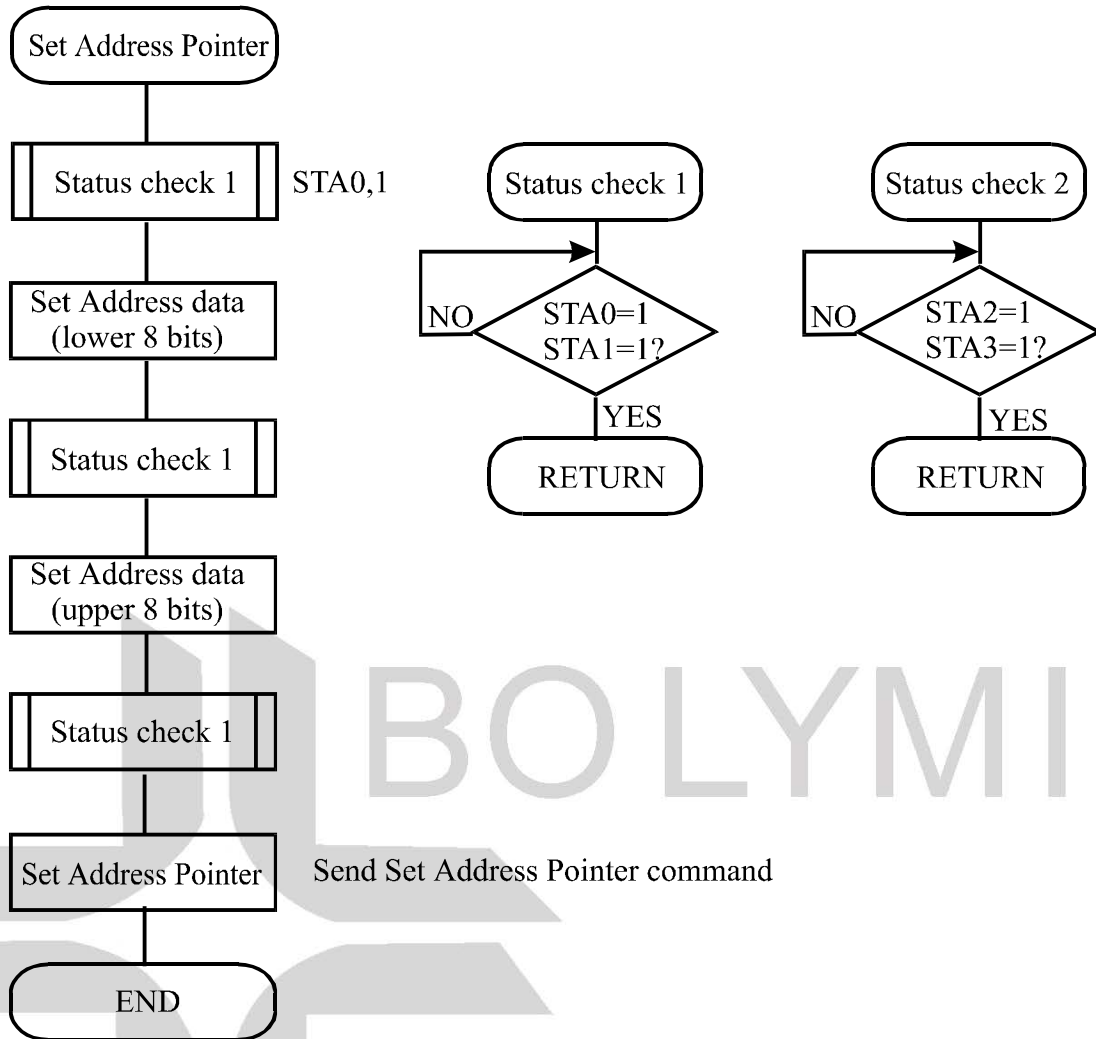 Set Address Pointer
Status check 1
STA0,1
Set Address data
(lower 8 bits)
Status check 1
Set Address data
(upper 8 bits)
Status check 1
Set Address Pointer
Send Set Address Pointer command
END
Status check 1
NO
STA0=1
STA1=1?
YES
RETURN
Status check 2
NO
STA2=1
STA3=1?
YES
RETURN
BOLYMI